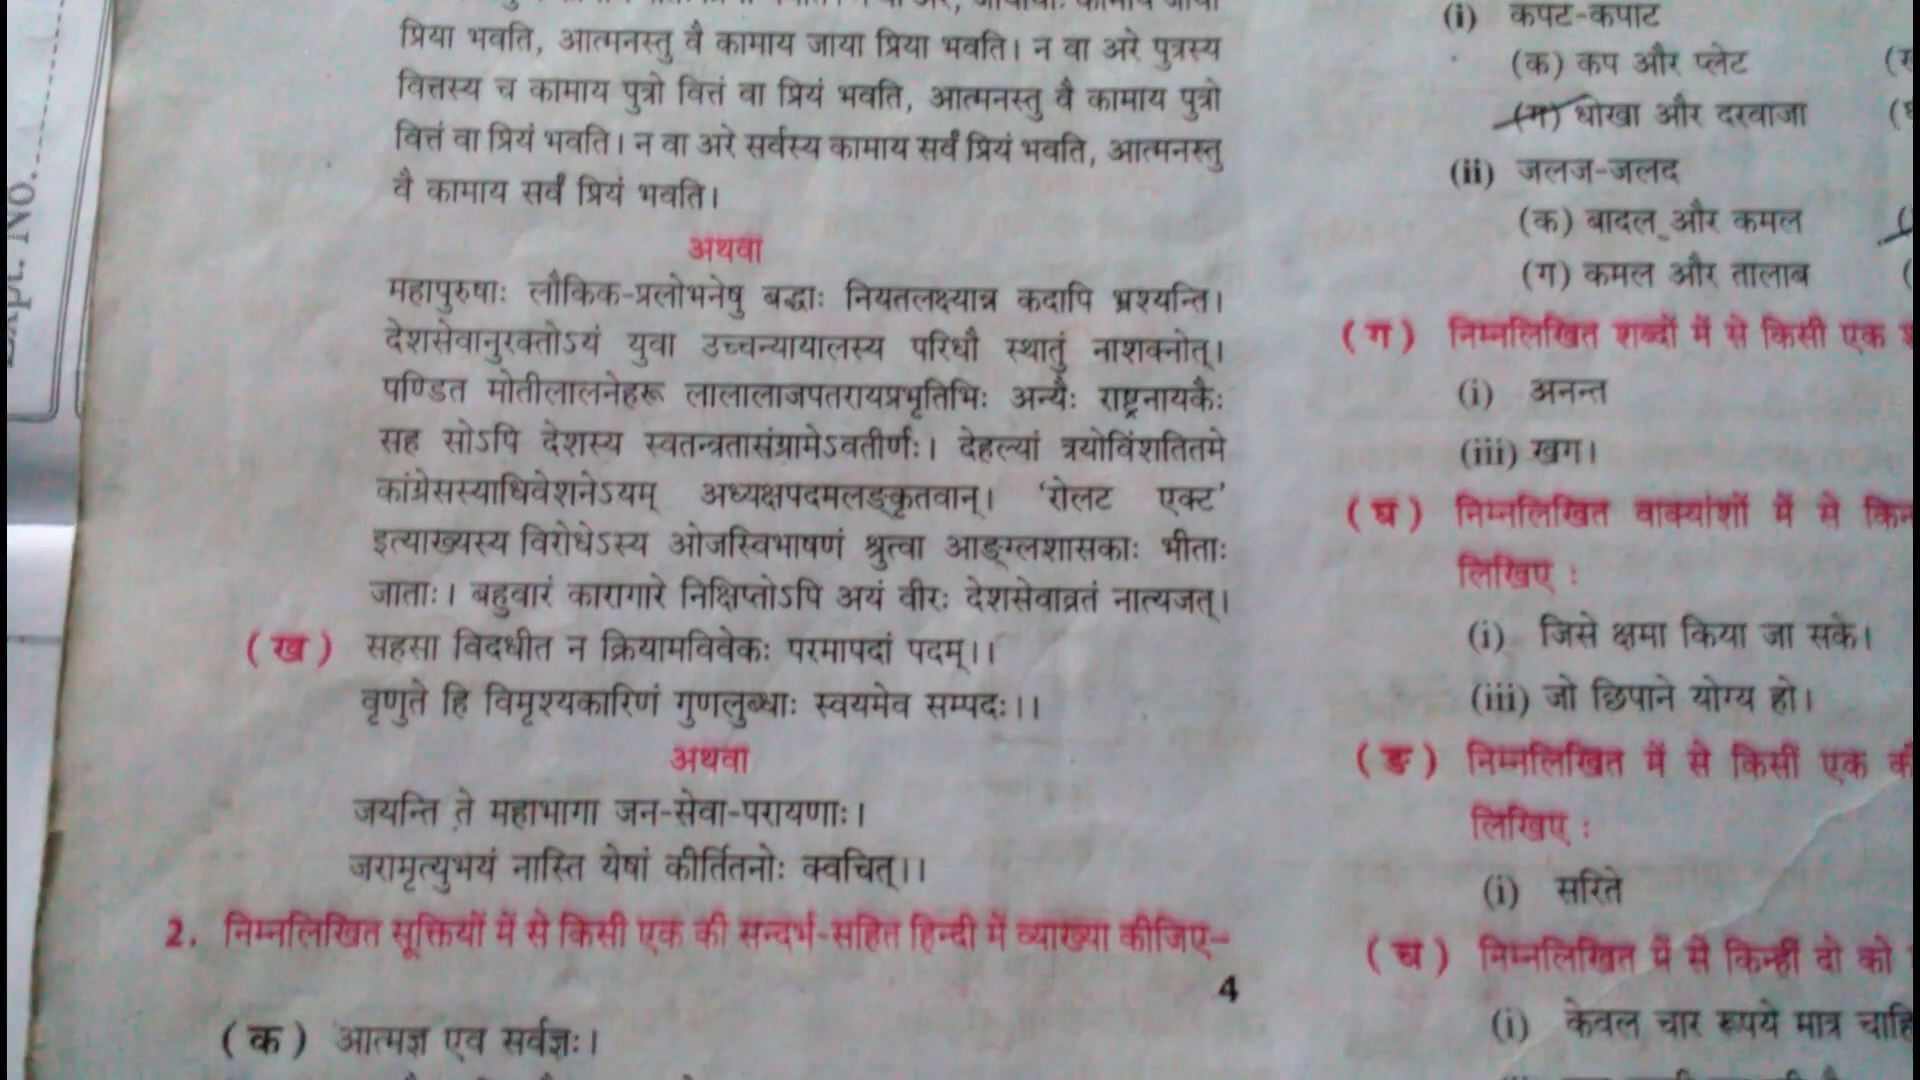 प्रिया भवति, आत्मनस्तु वै कामाय जाया प्रिया भवति। न वा अरे पुत्रस्य
वित्तस्य च कामाय पुत्रो वित्तं वा प्रियं भवति, आत्मनस्तु वै कामाय पुत्रो
वित्तं वा प्रियं भवति। न वा अरे सर्वस्य कामाय सर्वं प्रियं भवति, आत्मनस्तु
वै कामाय सर्वं प्रियं भवति।
अथवा
महापुरुषाः लौकिक-प्रलोभनेषु बद्धाः नियतलक्ष्यान्न कदापि भ्रश्यन्ति।
देशसेवानुरक्तोऽयं युवा उच्चन्यायालस्य परिधौ स्थातुं नाशक्नोत्।
पण्डित मोतीलालनेहरू लालालाजपतरायप्रभृतिभिः अन्यैः राष्ट्रनायकैः
सह सोऽपि देशस्य स्वतन्त्रतासंग्रामेऽवतीर्णः। देहल्यां त्रयोविंशतितमे
कांग्रेसस्याधिवेशनेऽयम् अध्यक्षपदमलङ्कृतवान्। ‘रोलट एक्ट’
इत्याख्यस्य विरोधेऽस्य ओजस्विभाषणं श्रुत्वा आङ्ग्लशासकाः भीताः
जाताः। बहुवारं कारागारे निक्षिप्तोऽपि अयं वीरः देशसेवाव्रतं नात्यजत्।
(ख) सहसा विदधीत न क्रियामविवेकः परमापदां पदम्।।
वृणुते हि विमृश्यकारिणं गुणलुब्धाः स्वयमेव सम्पदः।।
अथवा
जयन्ति ते महाभागा जन-सेवा-परायणाः।
जरामृत्युभयं नास्ति येषां कीर्तितनोः क्वचित्।।
2. निम्नलिखित सूक्तियों में से किसी एक की सन्दर्भ-सहित हिन्दी में व्याख्या कीजिए–
4
(क) आत्मज्ञ एव सर्वज्ञः।
(i) कपट-कपाट
(क) कप और प्लेट
(ग) धोखा और दरवाजा
(ii) जलज-जलद
(क) बादल और कमल
(ग) कमल और तालाब
(ग) निम्नलिखित शब्दों में से किसी एक
(i) अनन्त
(iii) खग।
(घ) निम्नलिखित वाक्यांशों में से
लिखिए :
(i) जिसे क्षमा किया जा सके।
(iii) जो छिपाने योग्य हो।
(ङ) निम्नलिखित में से किसी एक
लिखिए :
(i) सरिते
(च) निम्नलिखित में से किन्हीं दो को
(i) केवल चार रूपये मात्र
No.